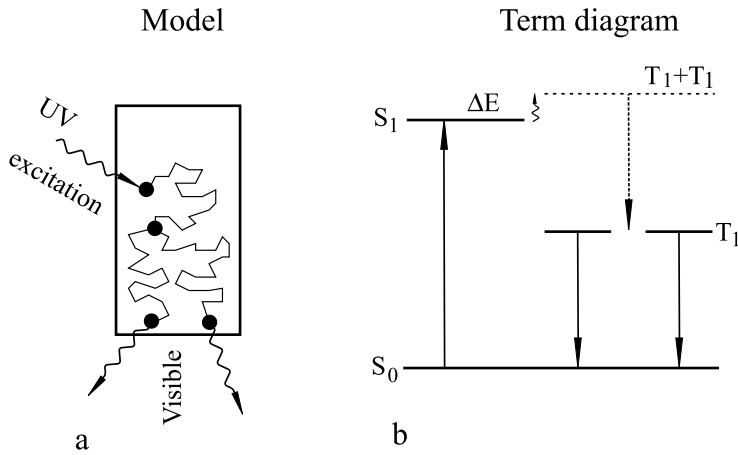 Model
Term diagram
UV
excitation
Visible
a
T₁+T₁
S₁
ΔE
T₁
S₀
b